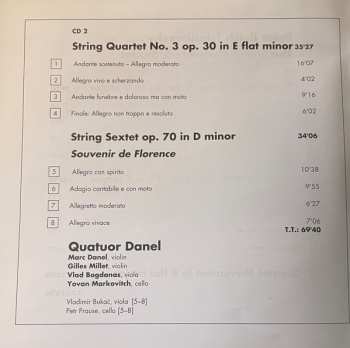 CD 2
String Quartet No. 3 op. 30 in E flat minor 35'27
1 Andante sostenuto – Allegro moderato 16'07
2 Allegro vivo e scherzando 4'02
3 Andante funebre e doloroso ma con moto 9'16
4 Finale: Allegro non troppo e resoluto 6'02
String Sextet op. 70 in D minor 34'06
Souvenir de Florence
5 Allegro con spirito 10'38
6 Adagio cantabile e con moto 9'55
7 Allegretto moderato 6'27
8 Allegro vivace 7'06
T.T.: 69'40
Quatuor Danel
Marc Danel, violin
Gilles Millet, violin
Vlad Bogdanas, viola
Yovan Markovitch, cello
Vladimír Bukač, viola [5–8]
Petr Prause, cello [5–8]